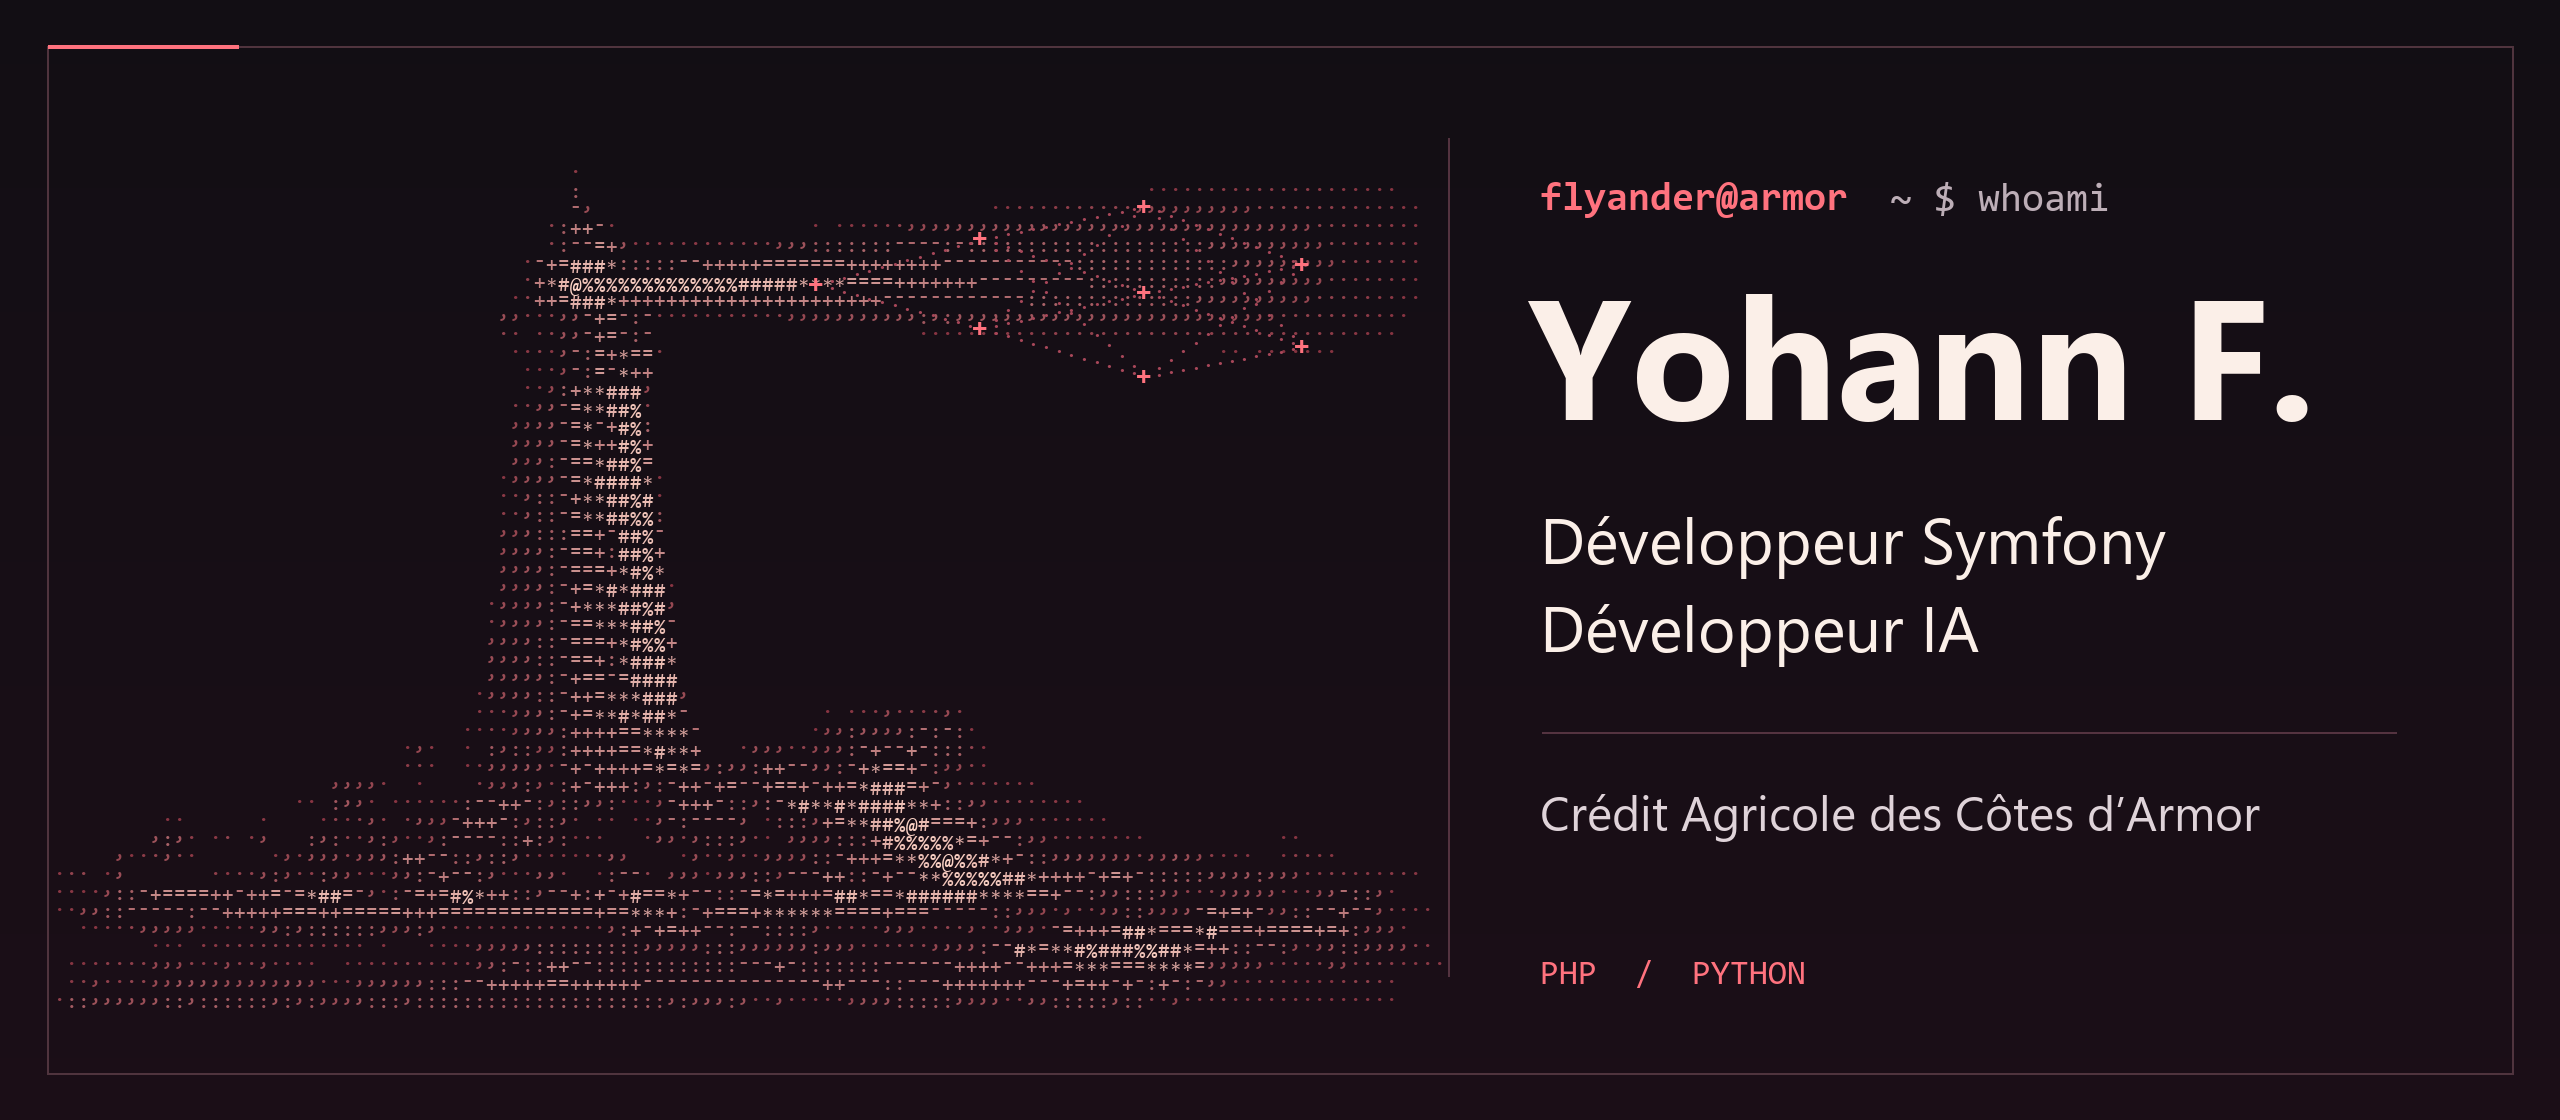 flyander@armor ~ $ whoami
Yohann F.
Développeur Symfony
Développeur IA
Crédit Agricole des Côtes d’Armor
PHP / PYTHON